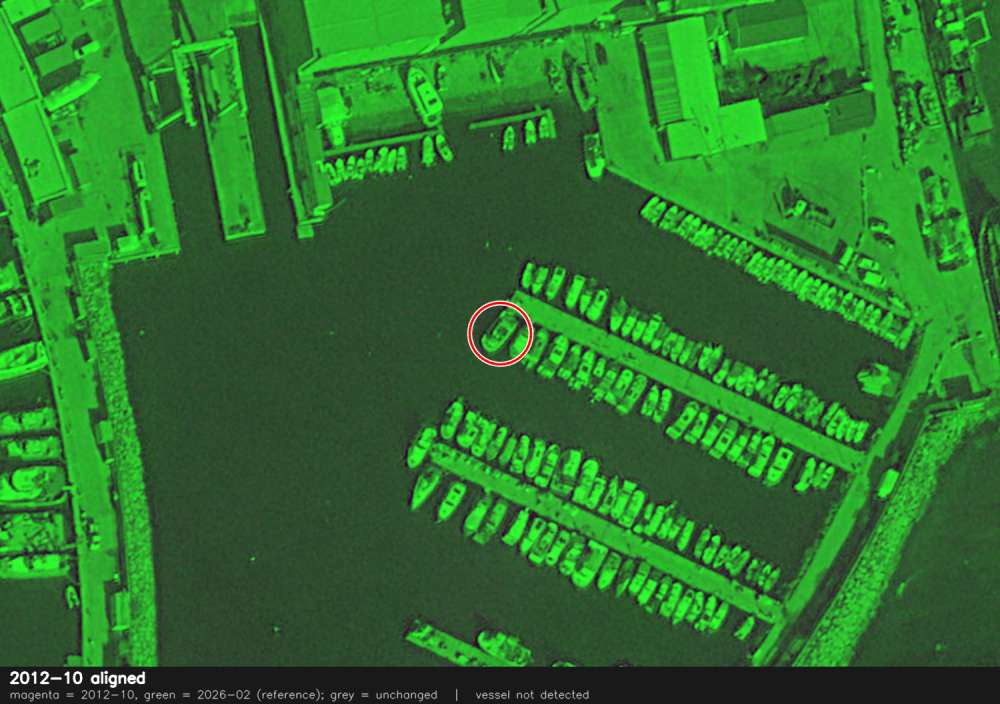 2012-10 aligned
magenta = 2012-10, green = 2026-02 (reference); grey = unchanged | vessel not detected